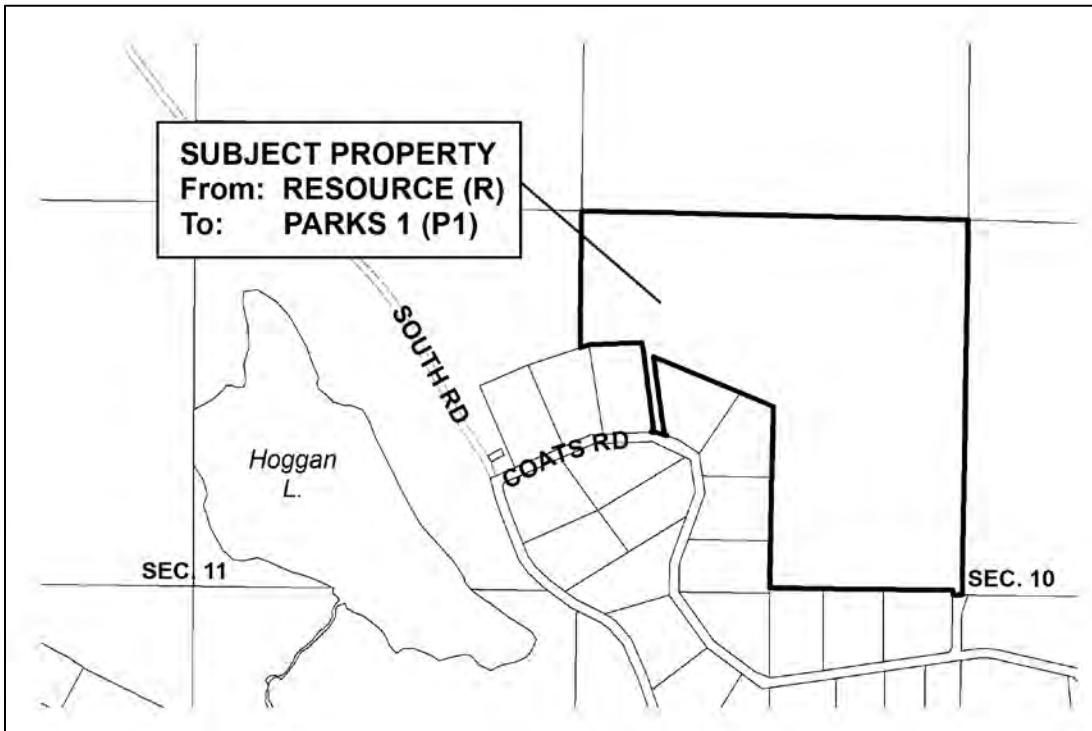 SUBJECT PROPERTY
From: RESOURCE (R)
To: PARKS 1 (P1)
SOUTH RD
COATS RD
Hoggan
L.
SEC. 11
SEC. 10